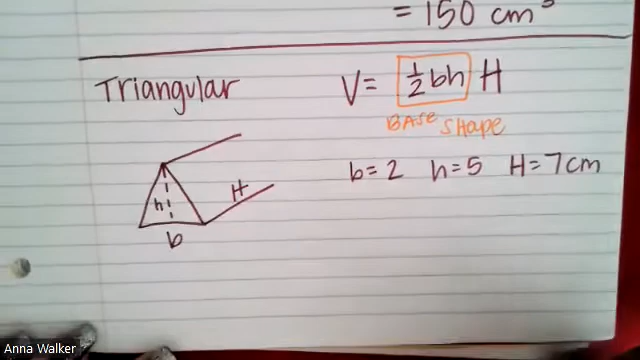 = 150 cm³
Triangular
V = ½bh H
BASE SHAPE
b=2 h=5 H=7cm
h
H
b
Anna Walker